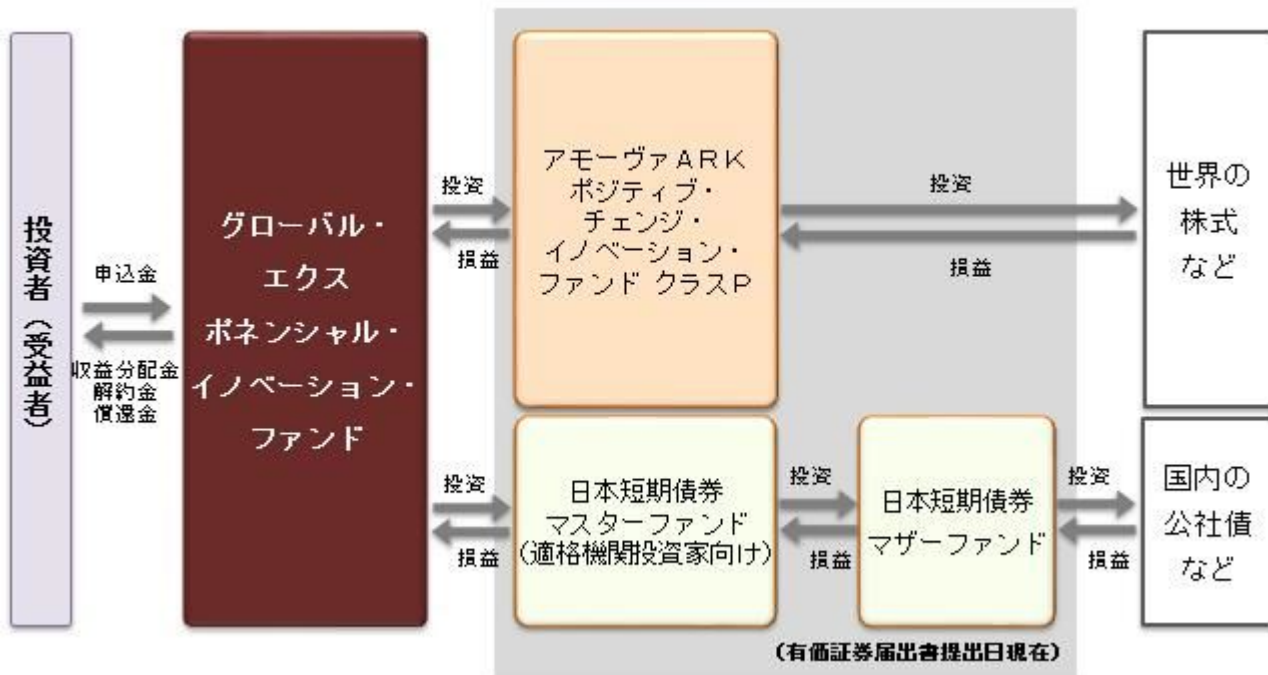 投資者（受益者）
申込金
収益分配金
解約金
償還金
グローバル・
エクス
ポネンシャル・
イノベーション・
ファンド
投資
損益
アモーヴァＡＲＫ
ポジティブ・
チェンジ・
イノベーション・
ファンド クラスＰ
投資
損益
世界の
株式
など
投資
損益
日本短期債券
マスターファンド
(適格機関投資家向け)
投資
損益
日本短期債券
マザーファンド
投資
損益
国内の
公社債
など
(有価証券届出書提出日現在)